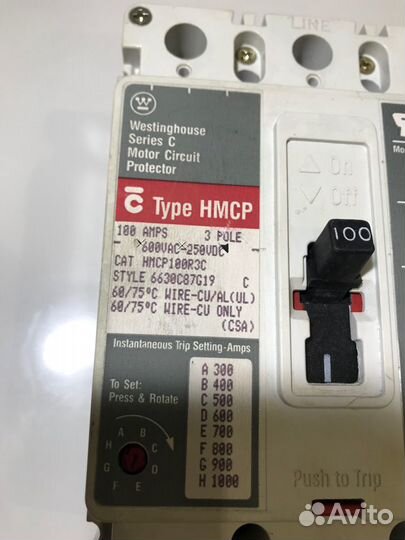 LINE
Westinghouse
Series C
Motor Circuit
Protector
C Type HMCP
100 AMPS 3 POLE
600VAC-250VDC
CAT HMCP100R3C
STYLE 6630C87G19 C
60/75°C WIRE-CU/AL(UL)
60/75°C WIRE-CU ONLY
(CSA)
Instantaneous Trip Setting-Amps
To Set:
Press & Rotate
A 300
B 400
C 500
D 600
E 700
F 800
G 900
H 1000
A B C D E F G H
On
Off
100
Push to Trip
Avito